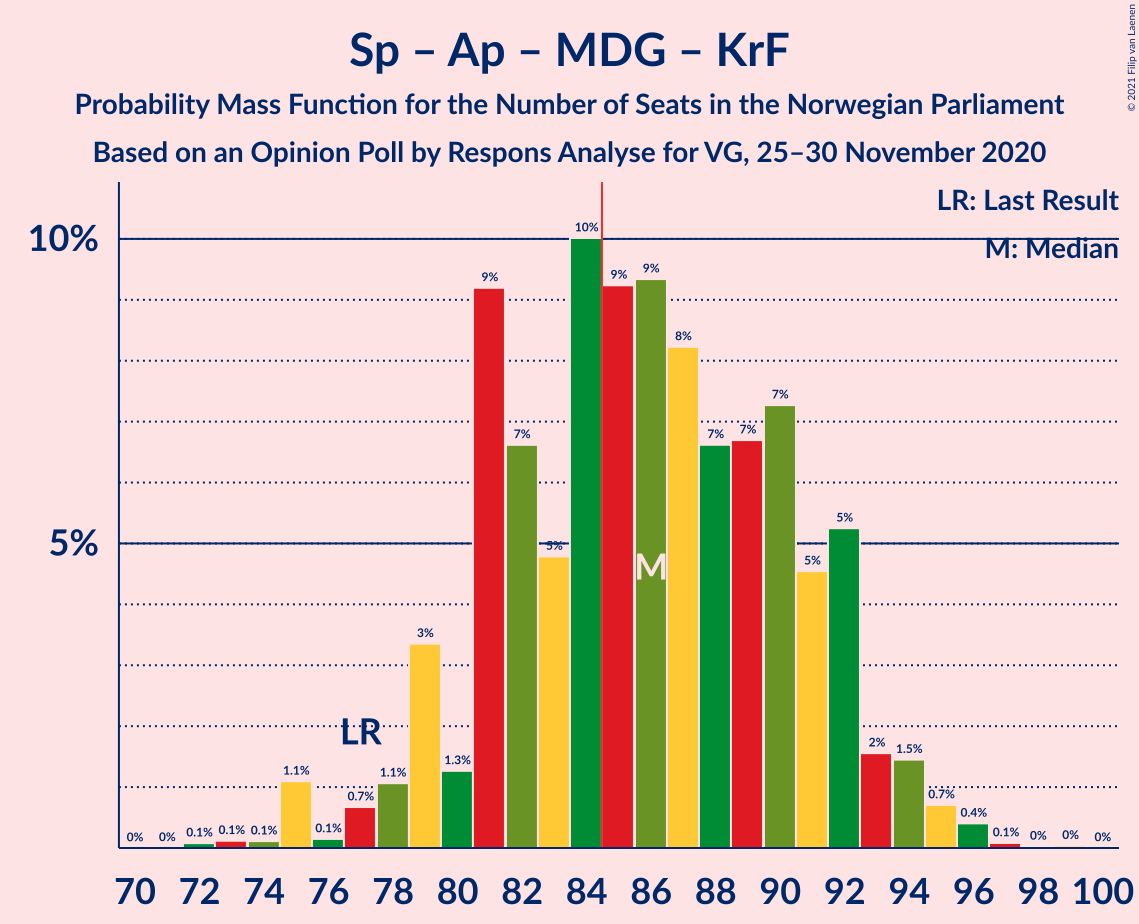 Sp – Ap – MDG – KrF
Probability Mass Function for the Number of Seats in the Norwegian Parliament
Based on an Opinion Poll by Respons Analyse for VG, 25–30 November 2020
© 2021 Filip van Laenen
LR: Last Result
M: Median
10%
5%
0% 0% 0.1% 0.1% 0.1% 1.1% 0.1% 0.7% 1.1% 3% 1.3% 9% 7% 5% 10% 9% 9% 8% 7% 7% 7% 5% 5% 2% 1.5% 0.7% 0.4% 0.1% 0% 0% 0%
LR
M
70 72 74 76 78 80 82 84 86 88 90 92 94 96 98 100